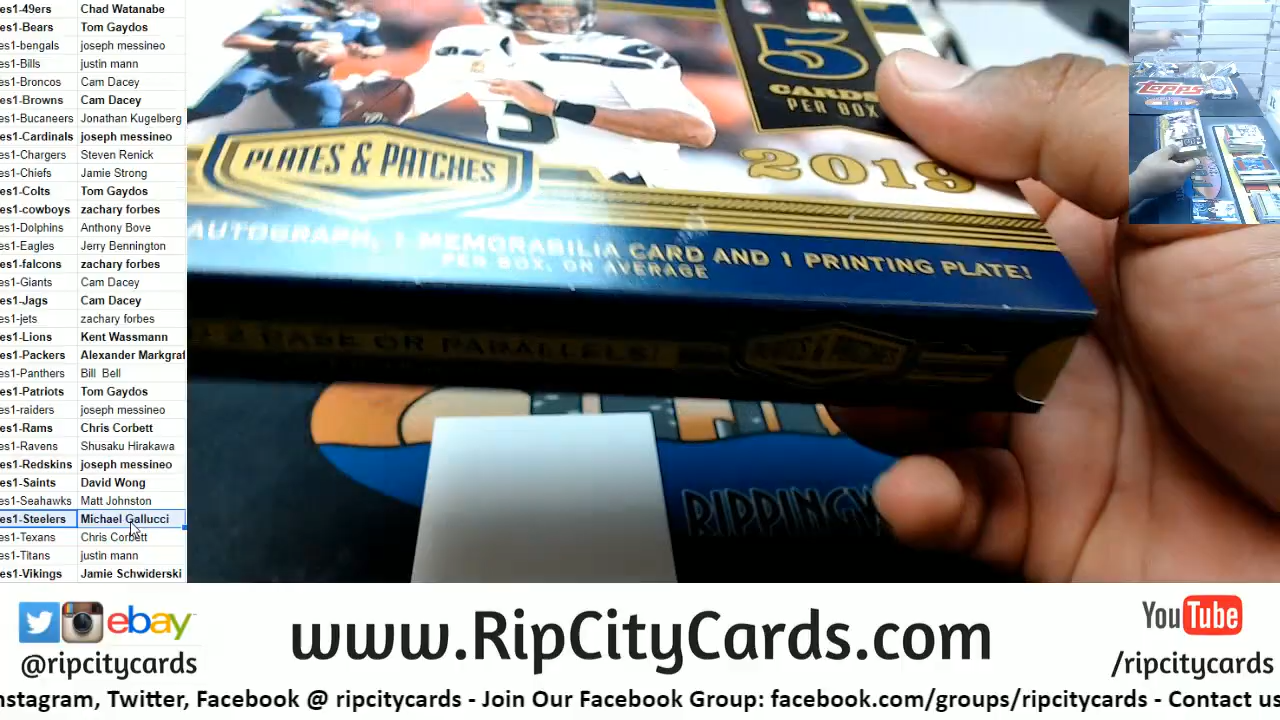 es1-49ers Chad Watanabe
es1-Bears Tom Gaydos
es1-bengals joseph messineo
es1-Bills justin mann
es1-Broncos Cam Dacey
es1-Browns Cam Dacey
es1-Bucaneers Jonathan Kugelberg
es1-Cardinals joseph messineo
es1-Chargers Steven Renick
es1-Chiefs Jamie Strong
es1-Colts Tom Gaydos
es1-cowboys zachary forbes
es1-Dolphins Anthony Bove
es1-Eagles Jerry Bennington
es1-falcons zachary forbes
es1-Giants Cam Dacey
es1-Jags Cam Dacey
es1-jets zachary forbes
es1-Lions Kent Wassmann
es1-Packers Alexander Markgraf
es1-Panthers Bill Bell
es1-Patriots Tom Gaydos
es1-raiders joseph messineo
es1-Rams Chris Corbett
es1-Ravens Shusaku Hirakawa
es1-Redskins joseph messineo
es1-Saints David Wong
es1-Seahawks Matt Johnston
es1-Steelers Michael Gallucci
es1-Texans Chris Corbett
es1-Titans justin mann
es1-Vikings Jamie Schwiderski
5
CARDS
PER BOX
2019
PLATES & PATCHES
AUTOGRAPH, 1 MEMORABILIA CARD AND 1 PRINTING PLATE!
PER BOX, ON AVERAGE
2 BASE OR PARALLELS!
PLATES & PATCHES
Topps
ebay
@ripcitycards
www.RipCityCards.com
YouTube
/ripcitycards
nstagram, Twitter, Facebook @ ripcitycards - Join Our Facebook Group: facebook.com/groups/ripcitycards - Contact us